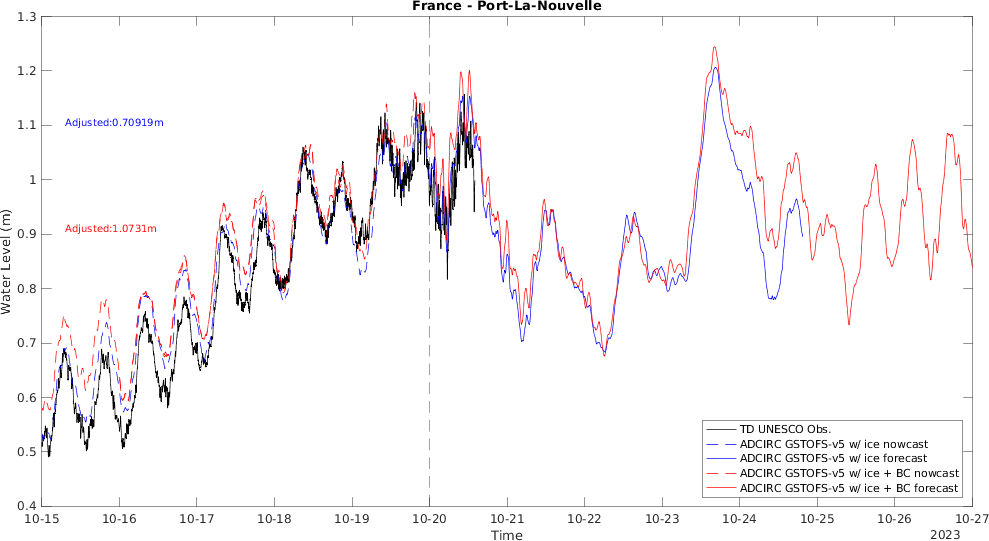 France - Port-La-Nouvelle
1.3
1.2
1.1
1
0.9
0.8
0.7
0.6
0.5
0.4
Water Level (m)
Adjusted:0.70919m
Adjusted:1.0731m
TD UNESCO Obs.
ADCIRC GSTOFS-v5 w/ ice nowcast
ADCIRC GSTOFS-v5 w/ ice forecast
ADCIRC GSTOFS-v5 w/ ice + BC nowcast
ADCIRC GSTOFS-v5 w/ ice + BC forecast
10-15 10-16 10-17 10-18 10-19 10-20 10-21 10-22 10-23 10-24 10-25 10-26 10-27
Time
2023